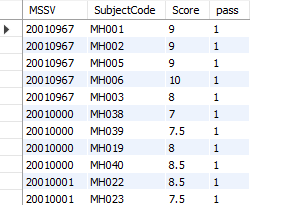 MSSV SubjectCode Score pass
20010967 MH001 9 1
20010967 MH002 9 1
20010967 MH005 9 1
20010967 MH006 10 1
20010967 MH003 8 1
20010000 MH038 7 1
20010000 MH039 7.5 1
20010000 MH019 8 1
20010000 MH040 8.5 1
20010001 MH022 8.5 1
20010001 MH023 7.5 1